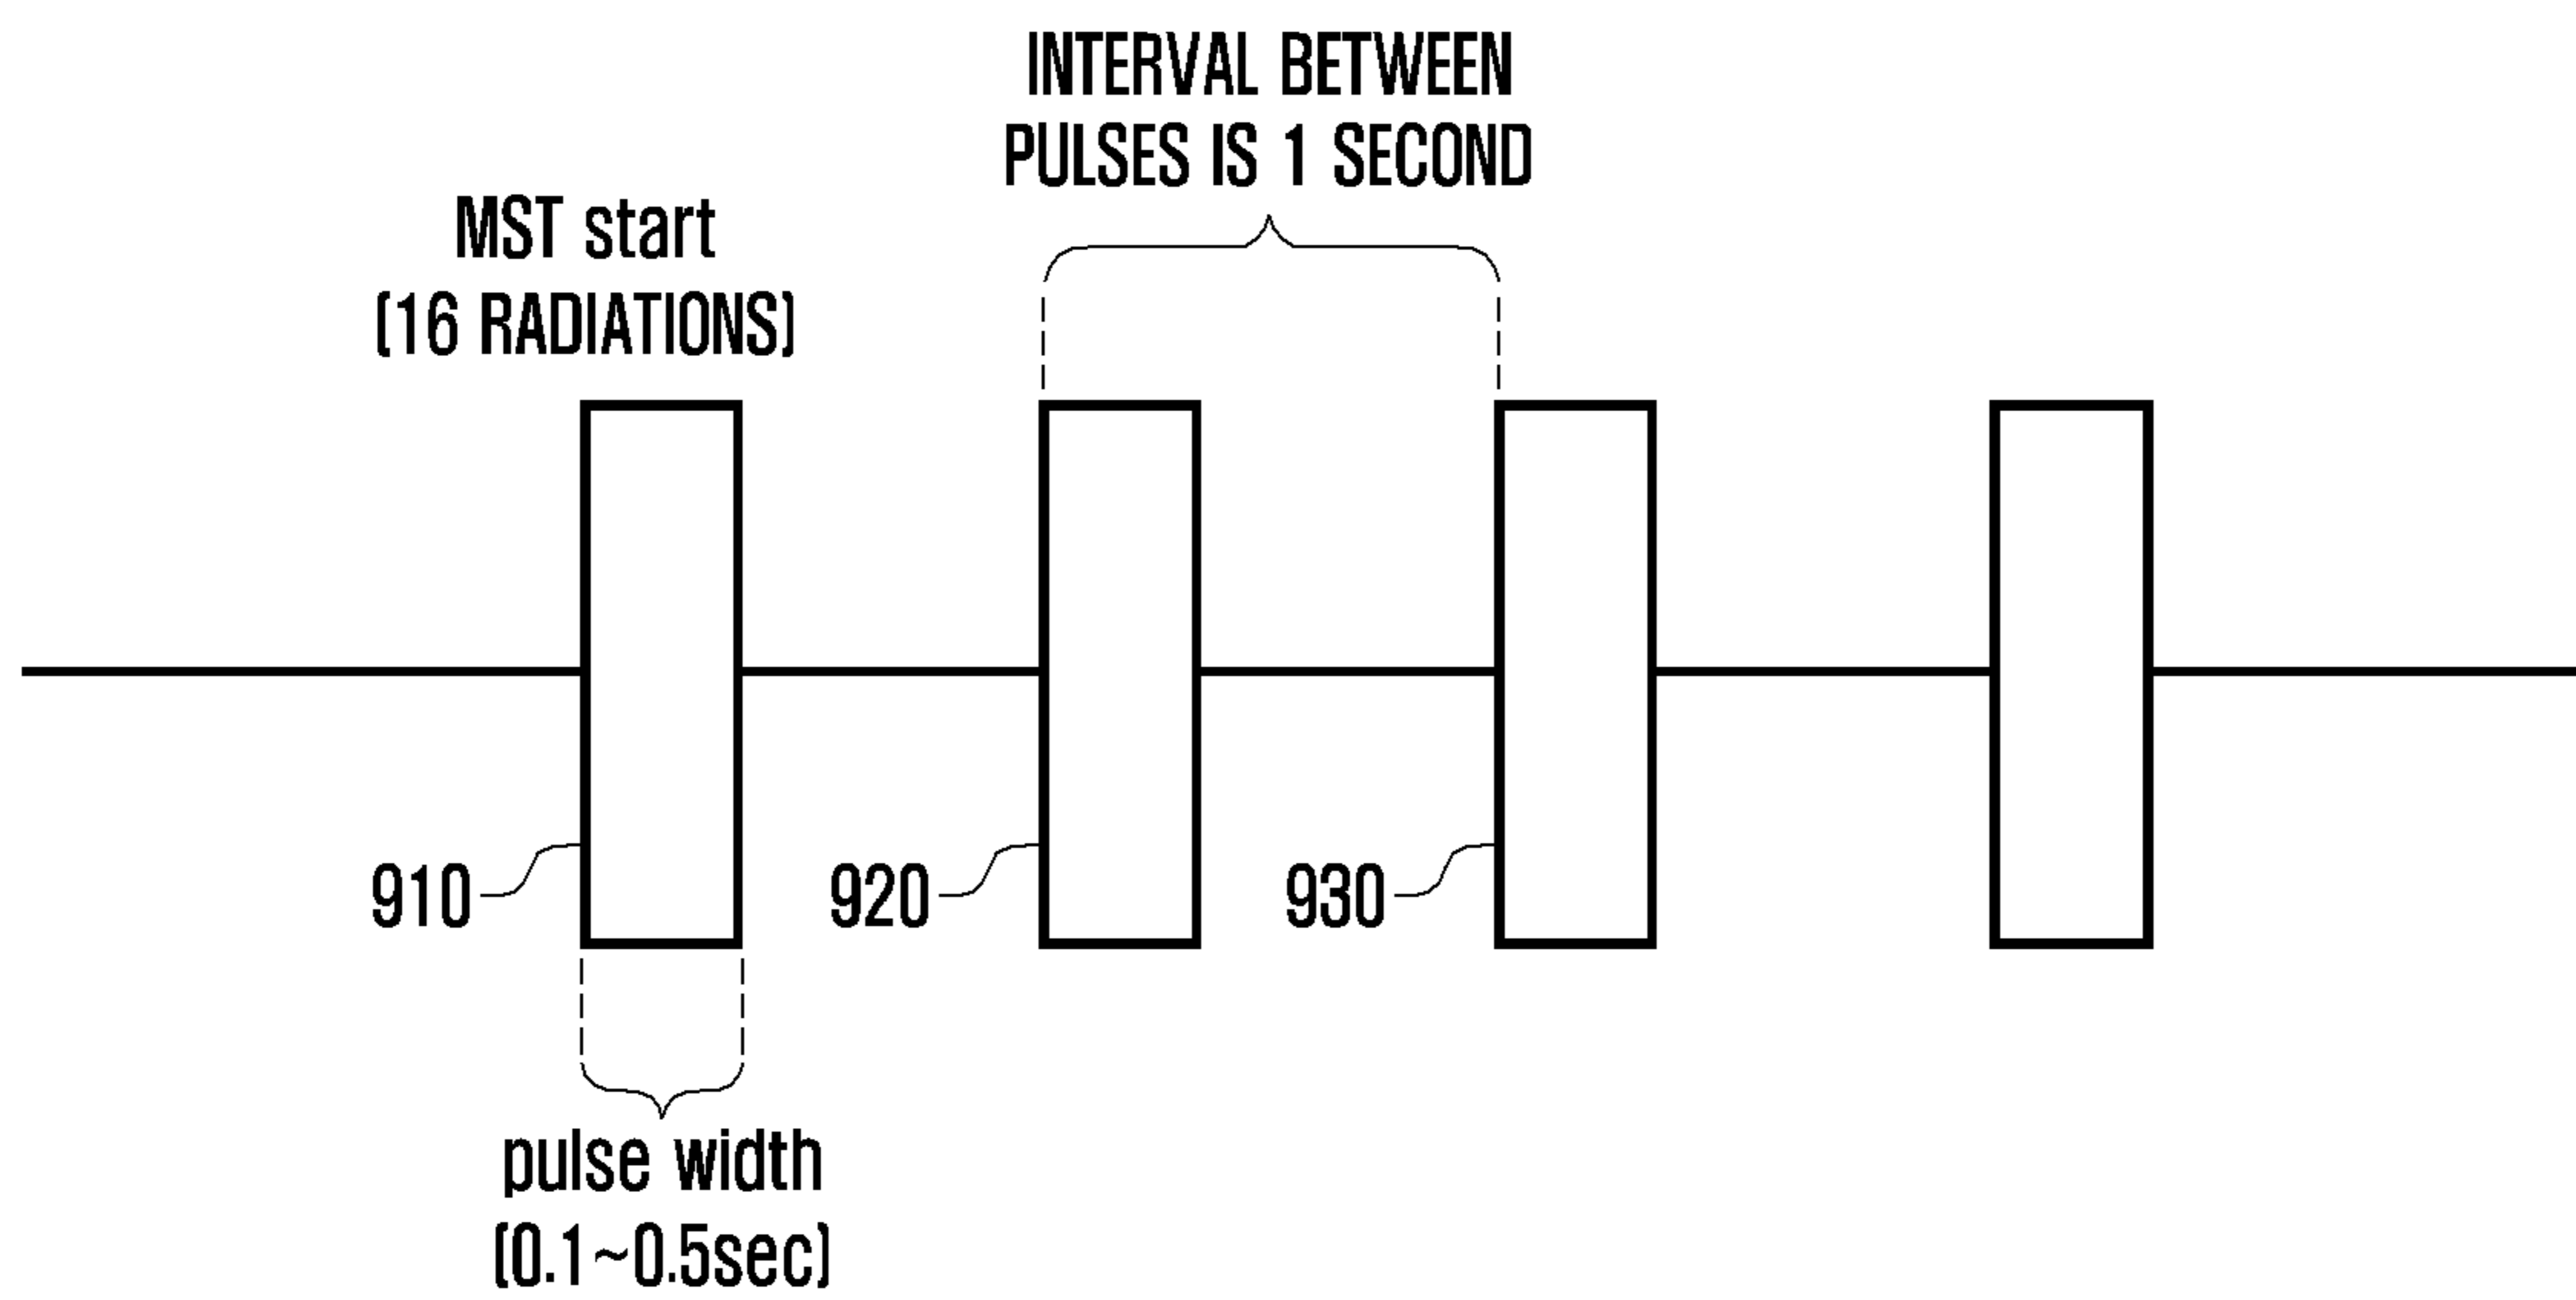 INTERVAL BETWEEN
PULSES IS 1 SECOND
MST start
(16 RADIATIONS)
910
920
930
pulse width
(0.1~0.5sec)